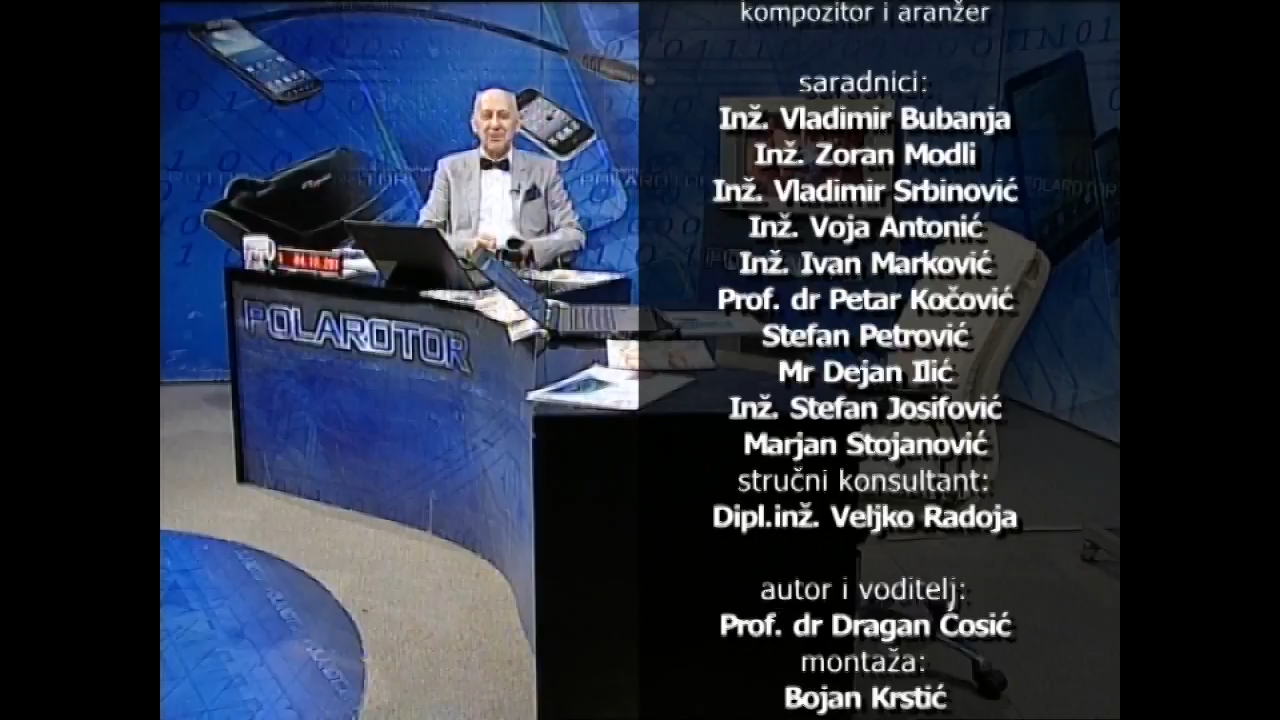 kompozitor i aranžer
saradnici:
Inž. Vladimir Bubanja
Inž. Zoran Modli
Inž. Vladimir Srbinović
Inž. Voja Antonić
Inž. Ivan Marković
Prof. dr Petar Kočović
Stefan Petrović
Mr Dejan Ilić
Inž. Stefan Josifović
Marjan Stojanović
stručni konsultant:
Dipl.inž. Veljko Radoja
autor i voditelj:
Prof. dr Dragan Ćosić
montaža:
Bojan Krstić
POLAROTOR